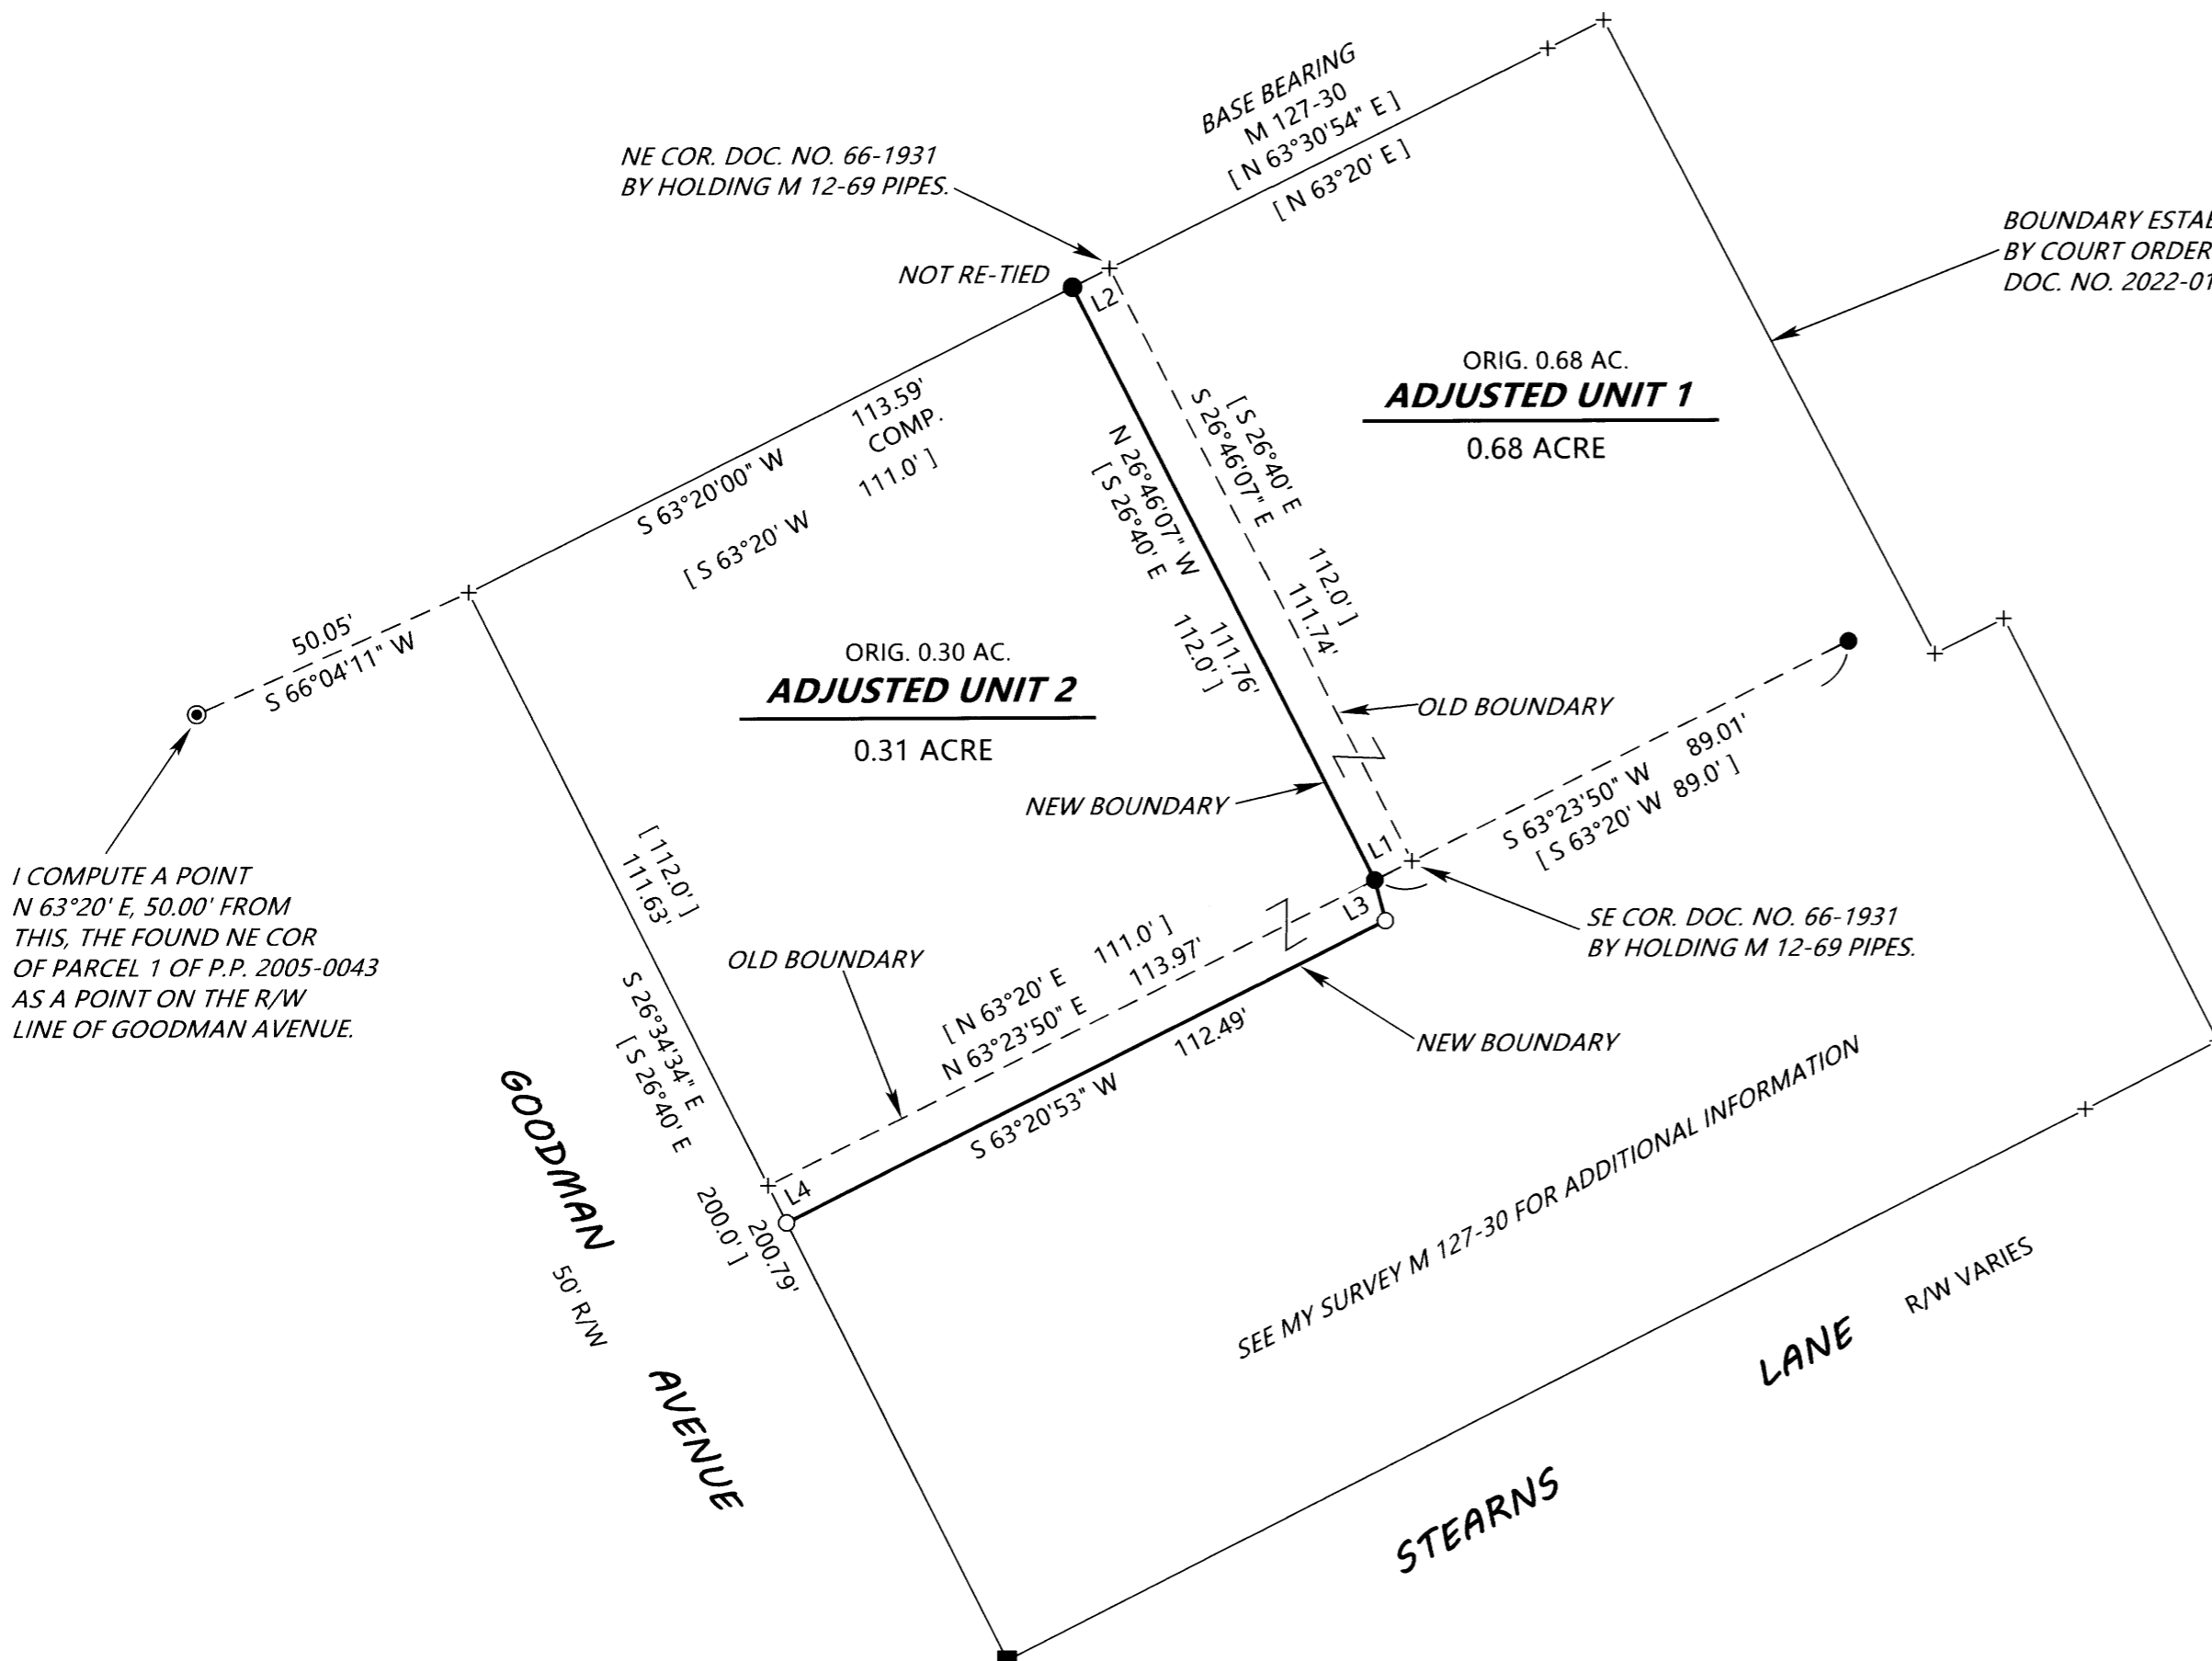 BASE BEARING
M 127-30
[ N 63°30'54" E ]
[ N 63°20' E ]
NE COR. DOC. NO. 66-1931
BY HOLDING M 12-69 PIPES.
NOT RE-TIED
L2
BOUNDARY
BY COURT ORDER
DOC. NO.
ORIG. 0.68 AC.
ADJUSTED UNIT 1
0.68 ACRE
113.59'
COMP.
S 63°20'00" W
111.0' ]
[ S 63°20' W
[ S 26°40' E
S 26°46'07" E
112.0' ]
111.74'
N 26°46'07" W
[ S 26°40' E
111.76'
112.0' ]
50.05'
S 66°04'11" W
ORIG. 0.30 AC.
ADJUSTED UNIT 2
0.31 ACRE
OLD BOUNDARY
NEW BOUNDARY
89.01'
S 63°23'50" W
[ S 63°20' W 89.0' ]
L1
L3
I COMPUTE A POINT
N 63°20' E, 50.00' FROM
THIS, THE FOUND NE COR
OF PARCEL 1 OF P.P. 2005-0043
AS A POINT ON THE R/W
LINE OF GOODMAN AVENUE.
[ 112.0' ]
111.63'
SE COR. DOC. NO. 66-1931
BY HOLDING M 12-69 PIPES.
OLD BOUNDARY
[ N 63°20' E 111.0' ]
N 63°23'50" E 113.97'
NEW BOUNDARY
112.49'
S 63°20'53" W
S 26°34'34" E
[ S 26°40' E
L4
200.79'
200.0' ]
GOODMAN
50' R/W
AVENUE
SEE MY SURVEY M 127-30 FOR ADDITIONAL INFORMATION
STEARNS
LANE
R/W VARIES